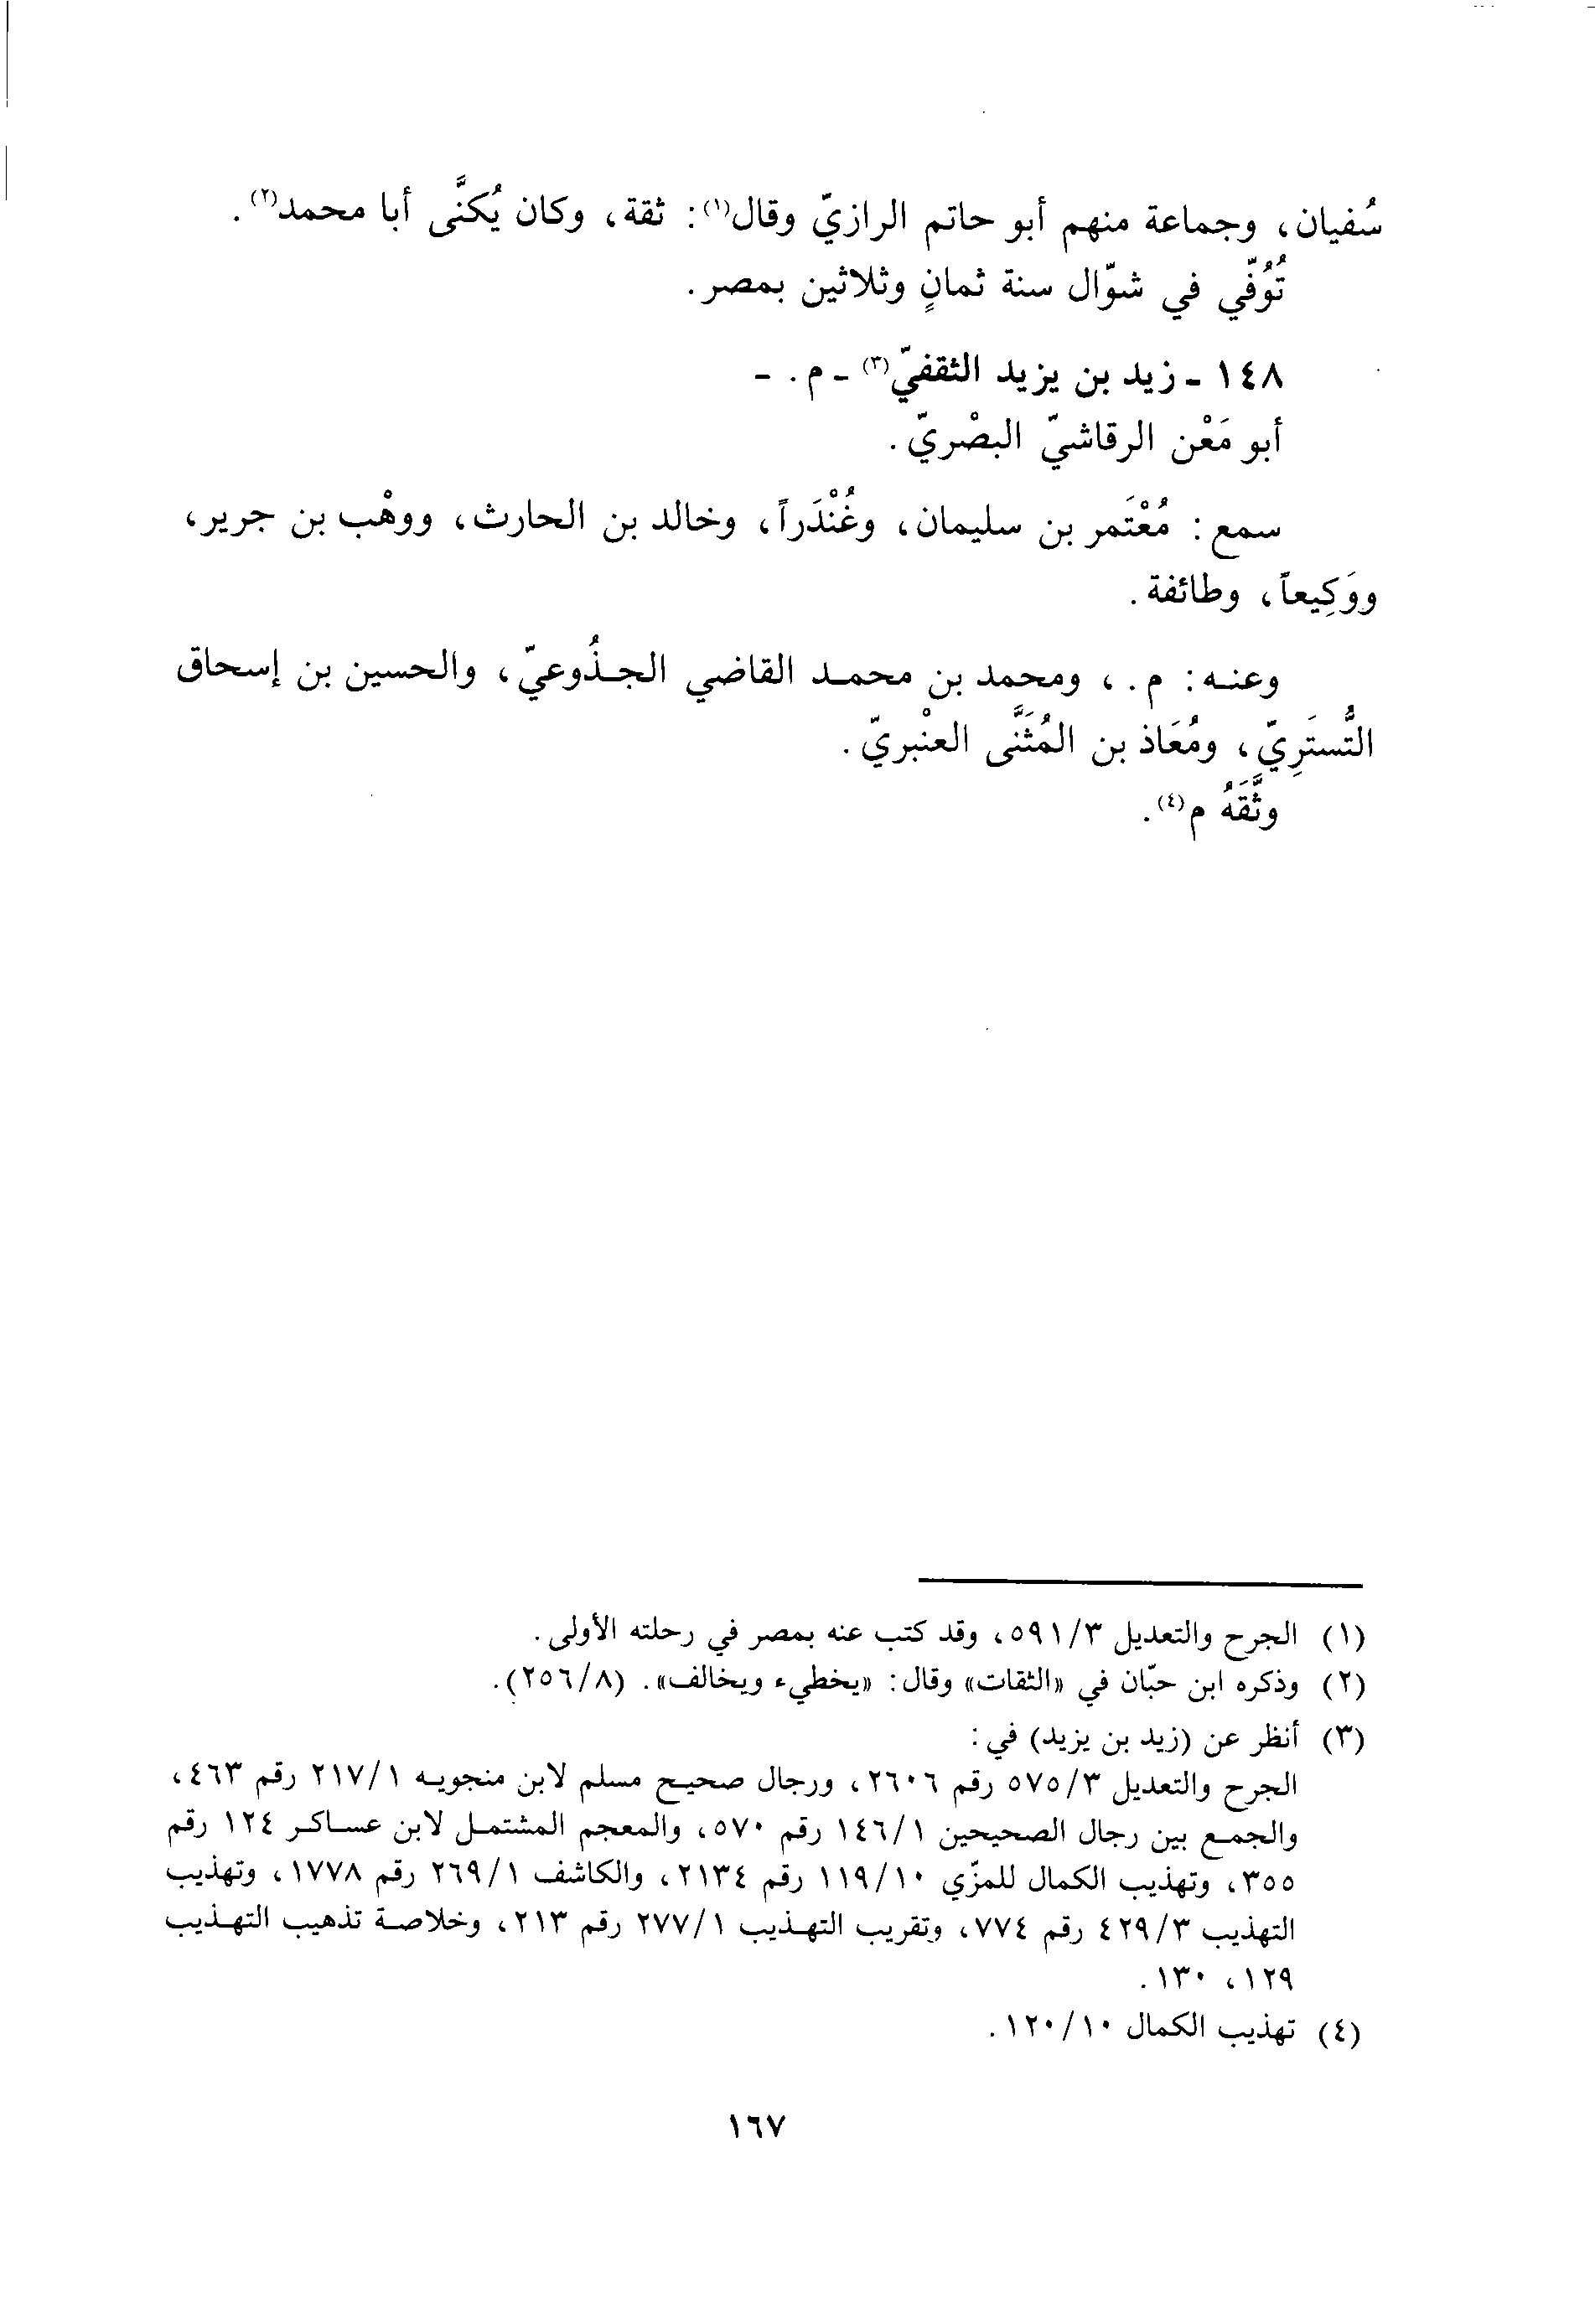 سُفيان، وجماعة منهم أبو حاتم الرازيّ وقال(١): ثقة، وكان يُكنَّى أبا محمد(٢).
تُوُفّي في شوّال سنة ثمانٍ وثلاثين بمصر.
١٤٨ - زيد بن يزيد الثقفيّ(٣) - م. -
أبو مَعْن الرقاشيّ البصْريّ.
سمع: مُعْتَمر بن سليمان، وغُنْدَراً، وخالد بن الحارث، ووهْب بن جرير،
ووَكِيعاً، وطائفة.
وعنه: م.، ومحمد بن محمد القاضي الجذُوعيّ، والحسين بن إسحاق
التُّستَرِيّ، ومُعَاذ بن المُثَنَّى العنْبريّ.
وثَّقَهُ م(٤).
(١) الجرح والتعديل ٥٩١/٣، وقد كتب عنه بمصر في رحلته الأولى.
(٢) وذكره ابن حبّان في «الثقات» وقال: «يخطيء ويخالف». (٢٥٦/٨).
(٣) أنظر عن (زيد بن يزيد) في:
الجرح والتعديل ٥٧٥/٣ رقم ٢٦٠٦، ورجال صحيح مسلم لابن منجويه ٢١٧/١ رقم ٤٦٣،
والجمع بين رجال الصحيحين ١٤٦/١ رقم ٥٧٠، والمعجم المشتمل لابن عساكر ١٢٤ رقم
٣٥٥، وتهذيب الكمال للمزّي ١١٩/١٠ رقم ٢١٣٤، والكاشف ٢٦٩/١ رقم ١٧٧٨، وتهذيب
التهذيب ٤٢٩/٣ رقم ٧٧٤، وتقريب التهذيب ٢٧٧/١ رقم ٢١٣، وخلاصة تذهيب التهذيب
١٢٩، ١٣٠.
(٤) تهذيب الكمال ١٢٠/١٠.
١٦٧